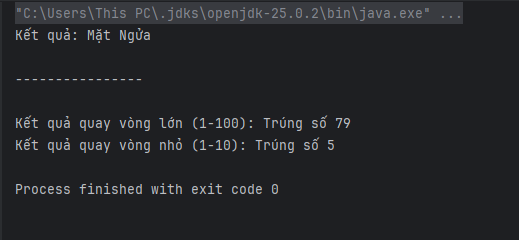 "C:\Users\This PC\.jdks\openjdk-25.0.2\bin\java.exe" ...
Kết quả: Mặt Ngửa
----------------
Kết quả quay vòng lớn (1-100): Trúng số 79
Kết quả quay vòng nhỏ (1-10): Trúng số 5
Process finished with exit code 0